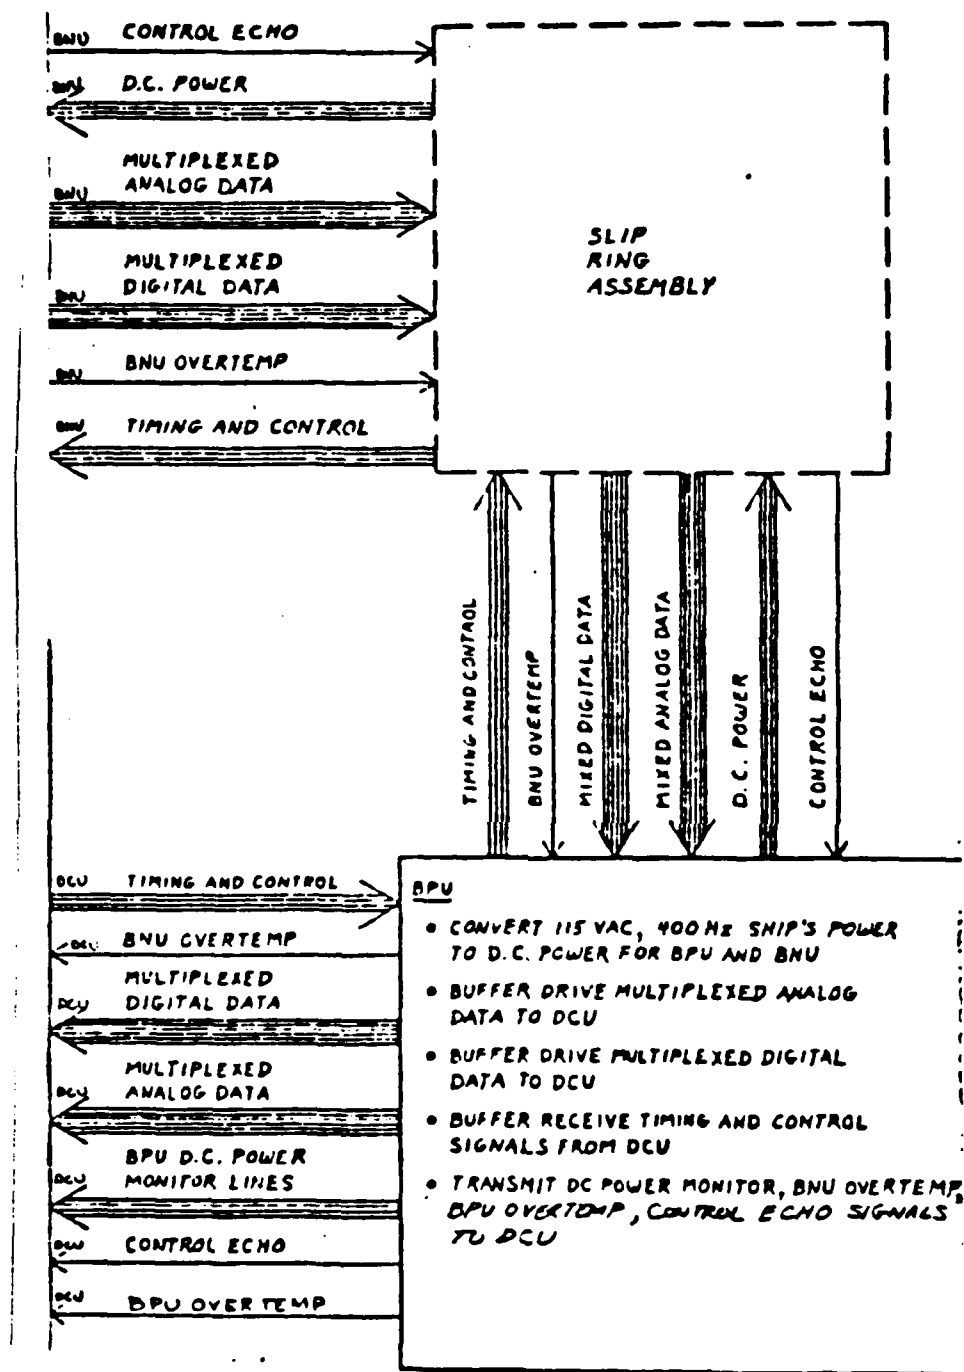 BNU CONTROL ECHO
BNU D.C. POWER
MULTIPLEXED
ANALOG DATA
BNU
MULTIPLEXED
DIGITAL DATA
BNU
BNU OVERTEMP
BNU
BNU TIMING AND CONTROL
SLIP
RING
ASSEMBLY
TIMING AND CONTROL
BNU OVERTEMP
MIXED DIGITAL DATA
MIXED ANALOG DATA
D.C. POWER
CONTROL ECHO
DCU TIMING AND CONTROL
DCU BNU OVERTEMP
MULTIPLEXED
DCU DIGITAL DATA
MULTIPLEXED
DCU ANALOG DATA
BPU D.C. POWER
DCU MONITOR LINES
DCU CONTROL ECHO
DCU BPU OVERTEMP
BPU
• CONVERT 115 VAC, 400 HZ SHIP'S POWER
TO D.C. POWER FOR BPU AND BNU
• BUFFER DRIVE MULTIPLEXED ANALOG
DATA TO DCU
• BUFFER DRIVE MULTIPLEXED DIGITAL
DATA TO DCU
• BUFFER RECEIVE TIMING AND CONTROL
SIGNALS FROM DCU
• TRANSMIT DC POWER MONITOR, BNU OVERTEMP,
BPU OVERTEMP, CONTROL ECHO SIGNALS
TO DCU